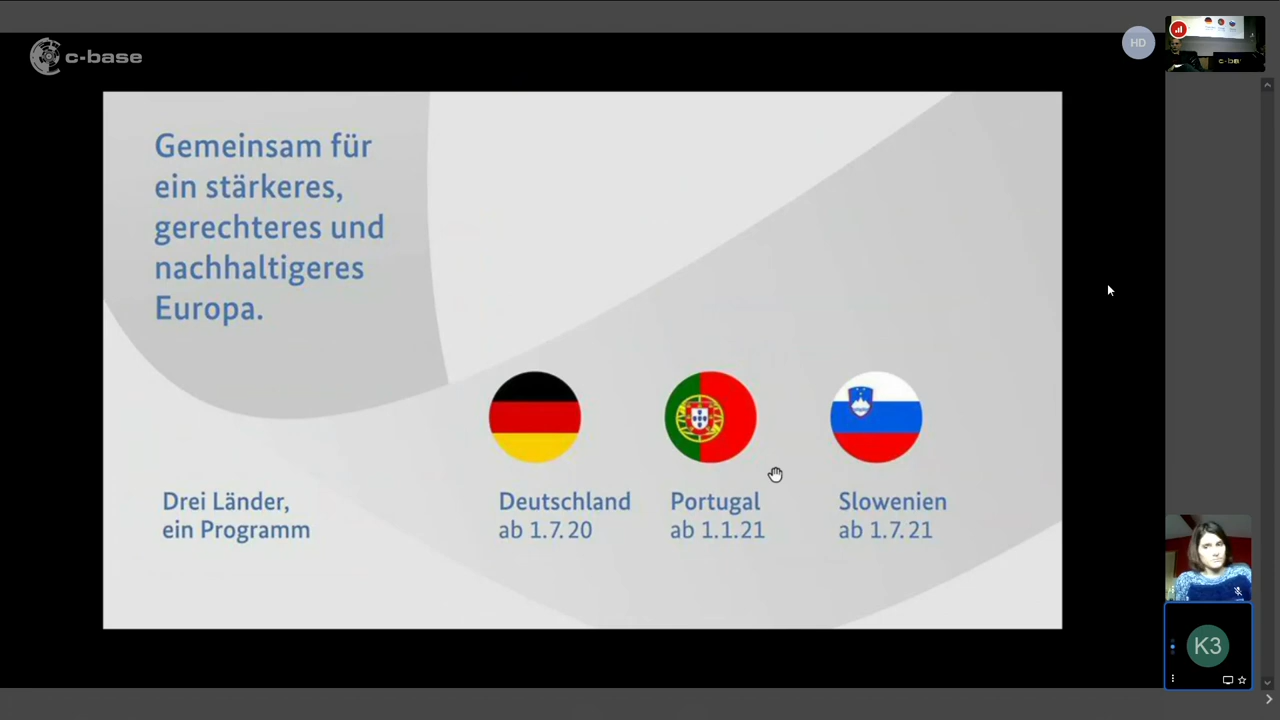 c-base
HD
c-ba
Gemeinsam für
ein stärkeres,
gerechteres und
nachhaltigeres
Europa.
Drei Länder,
ein Programm
Deutschland
ab 1.7.20
Portugal
ab 1.1.21
Slowenien
ab 1.7.21
K3